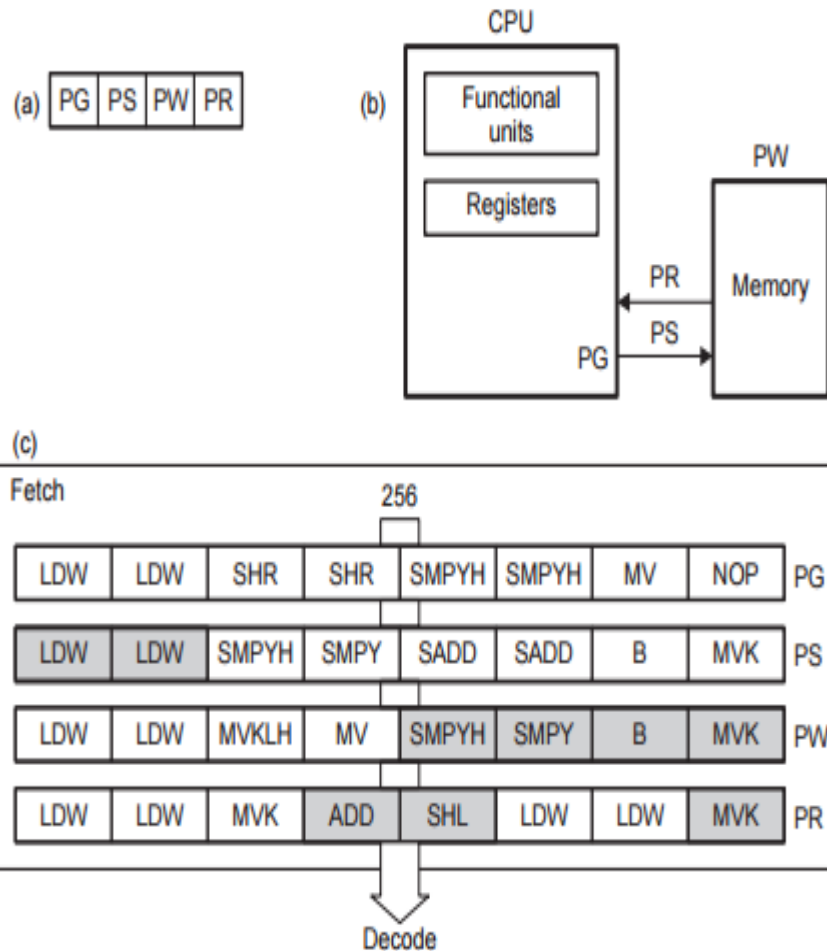 (a) PG PS PW PR
(b) CPU
Functional
units
Registers
PG
PR
PS
PW
Memory
(c)
Fetch
256
LDW LDW SHR SHR SMPYH SMPYH MV NOP PG
LDW LDW SMPYH SMPY SADD SADD B MVK PS
LDW LDW MVKLH MV SMPYH SMPY B MVK PW
LDW LDW MVK ADD SHL LDW LDW MVK PR
Decode